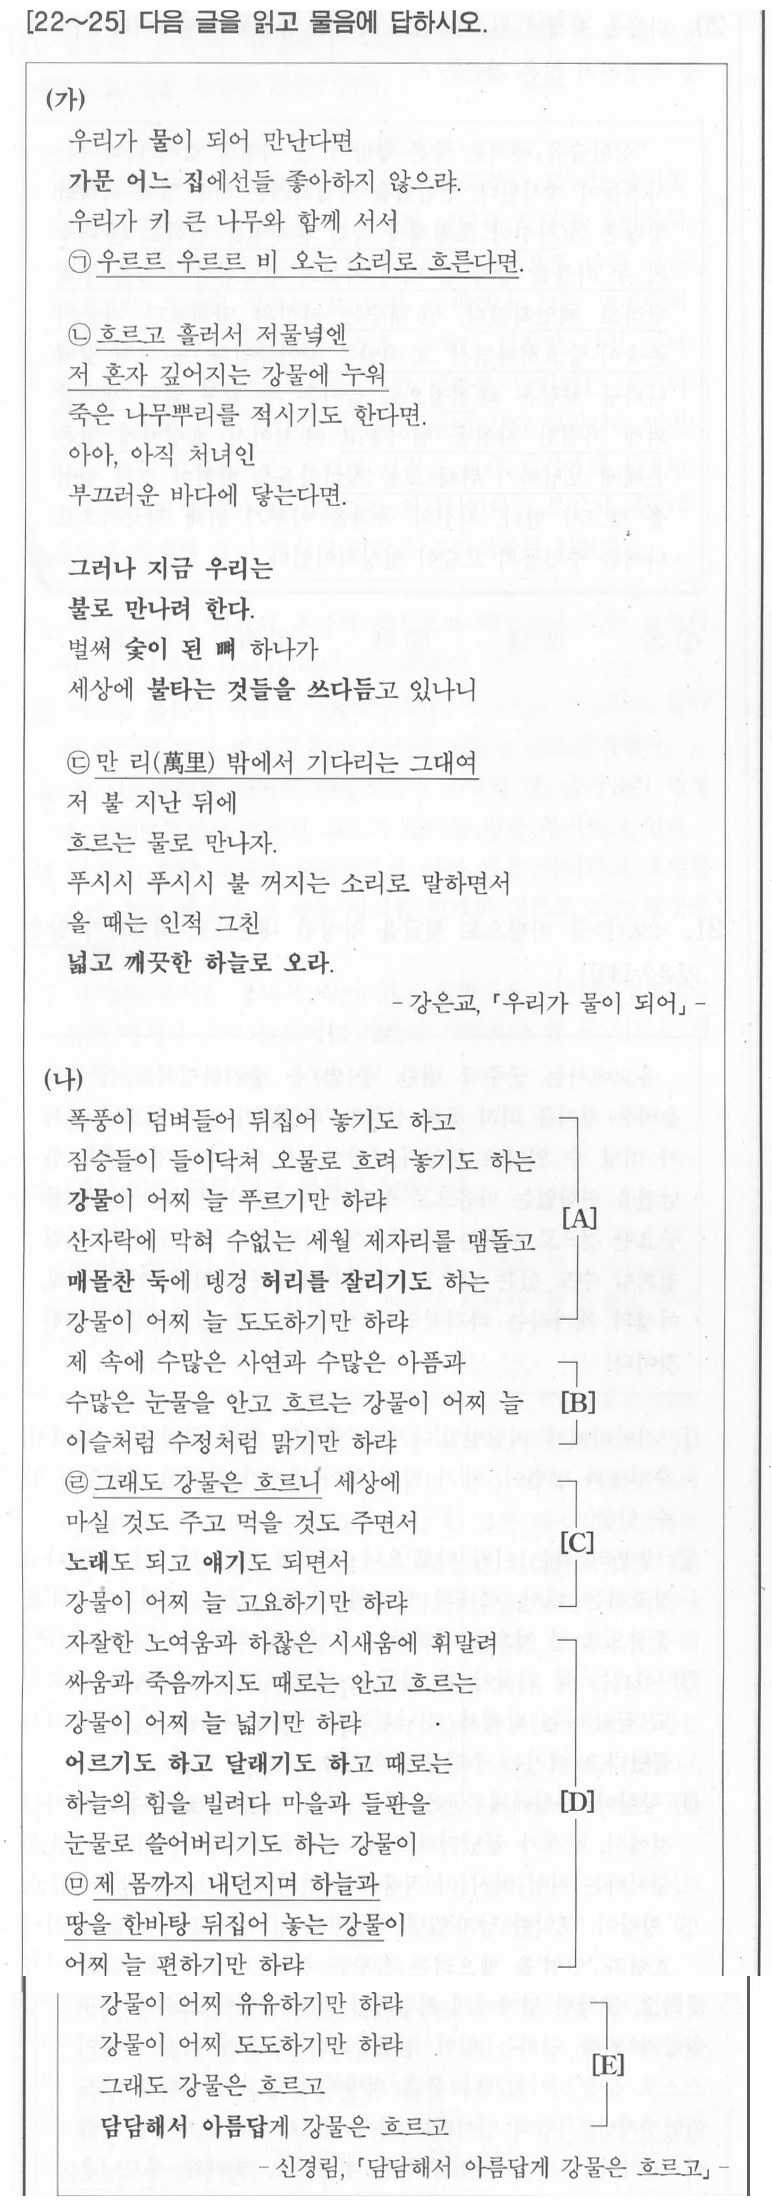 [22～25] 다음 글을 읽고 물음에 답하시오.
(가)
우리가 물이 되어 만난다면
가문 어느 집에선들 좋아하지 않으랴.
우리가 키 큰 나무와 함께 서서
㉠ 우르르 우르르 비 오는 소리로 흐른다면.
㉡ 흐르고 흘러서 저물녘엔
저 혼자 깊어지는 강물에 누워
죽은 나무뿌리를 적시기도 한다면.
아아, 아직 처녀인
부끄러운 바다에 닿는다면.
그러나 지금 우리는
불로 만나려 한다.
벌써 숯이 된 뼈 하나가
세상에 불타는 것들을 쓰다듬고 있나니
㉢ 만 리(萬里) 밖에서 기다리는 그대여
저 불 지난 뒤에
흐르는 물로 만나자.
푸시시 푸시시 불 꺼지는 소리로 말하면서
올 때는 인적 그친
넓고 깨끗한 하늘로 오라.
- 강은교, 「우리가 물이 되어」 -
(나)
폭풍이 덤벼들어 뒤집어 놓기도 하고
짐승들이 들이닥쳐 오물로 흐려 놓기도 하는
강물이 어찌 늘 푸르기만 하랴
[A]
산자락에 막혀 수없는 세월 제자리를 맴돌고
매몰찬 둑에 뎅겅 허리를 잘리기도 하는
강물이 어찌 늘 도도하기만 하랴
제 속에 수많은 사연과 수많은 아픔과
수많은 눈물을 안고 흐르는 강물이 어찌 늘 [B]
이슬처럼 수정처럼 맑기만 하랴
㉣ 그래도 강물은 흐르니 세상에
마실 것도 주고 먹을 것도 주면서
[C]
노래도 되고 얘기도 되면서
강물이 어찌 늘 고요하기만 하랴
자잘한 노여움과 하찮은 시새움에 휘말려
싸움과 죽음까지도 때로는 안고 흐르는
강물이 어찌 늘 넓기만 하랴
어르기도 하고 달래기도 하고 때로는
하늘의 힘을 빌려다 마을과 들판을 [D]
눈물로 쓸어버리기도 하는 강물이
㉤ 제 몸까지 내던지며 하늘과
땅을 한바탕 뒤집어 놓는 강물이
어찌 늘 편하기만 하랴
강물이 어찌 유유하기만 하랴
강물이 어찌 도도하기만 하랴
[E]
그래도 강물은 흐르고
담담해서 아름답게 강물은 흐르고
- 신경림, 「담담해서 아름답게 강물은 흐르고」 -